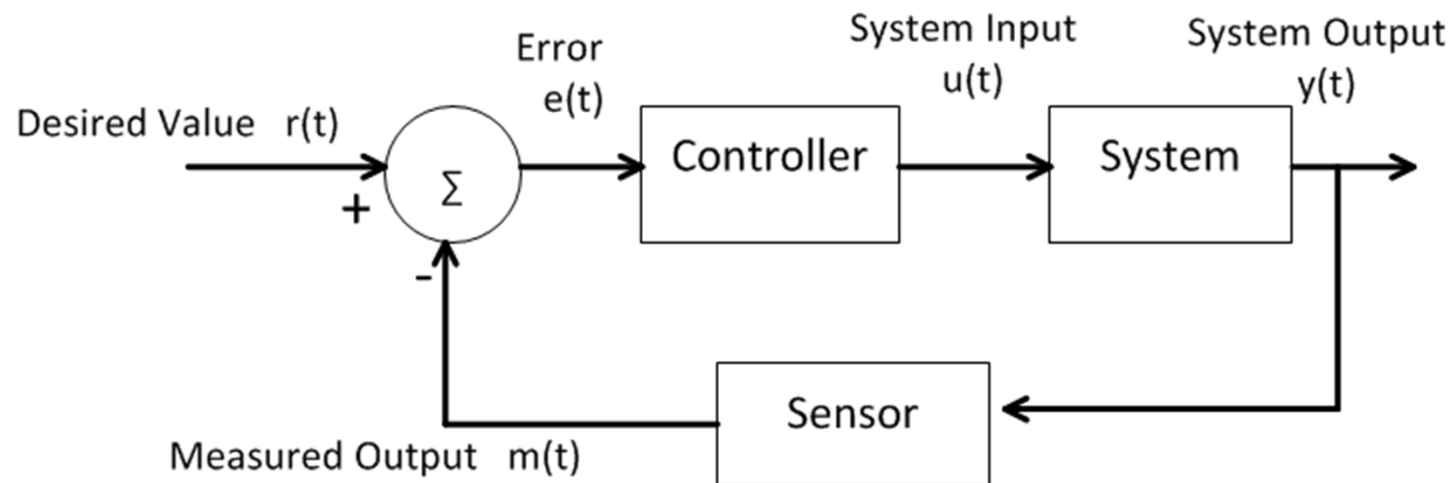 Desired Value r(t)
+
-
Σ
Error
e(t)
Controller
System Input
u(t)
System
System Output
y(t)
Sensor
Measured Output m(t)